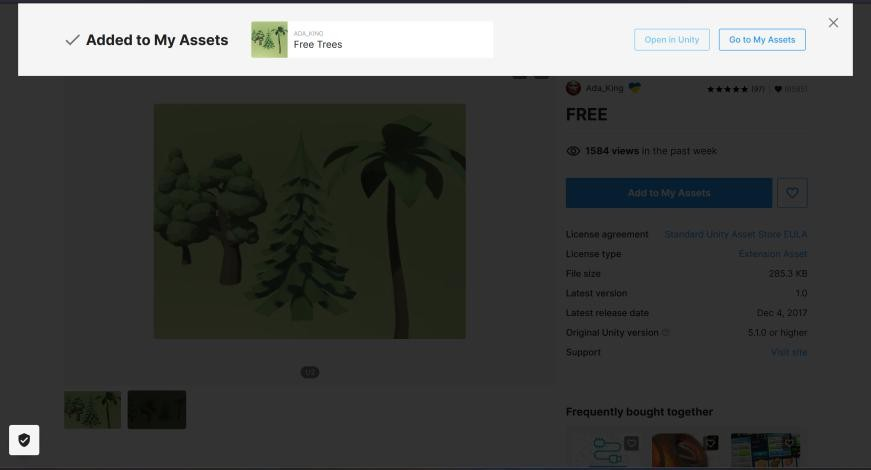 Added to My Assets
ADA_KING
Free Trees
Open in Unity
Go to My Assets
Ada_King
(97) | (6585)
FREE
1584 views in the past week
Add to My Assets
License agreement Standard Unity Asset Store EULA
License type Extension Asset
File size 285.3 KB
Latest version 1.0
Latest release date Dec 4, 2017
Original Unity version 5.1.0 or higher
Support Visit site
1/2
Frequently bought together